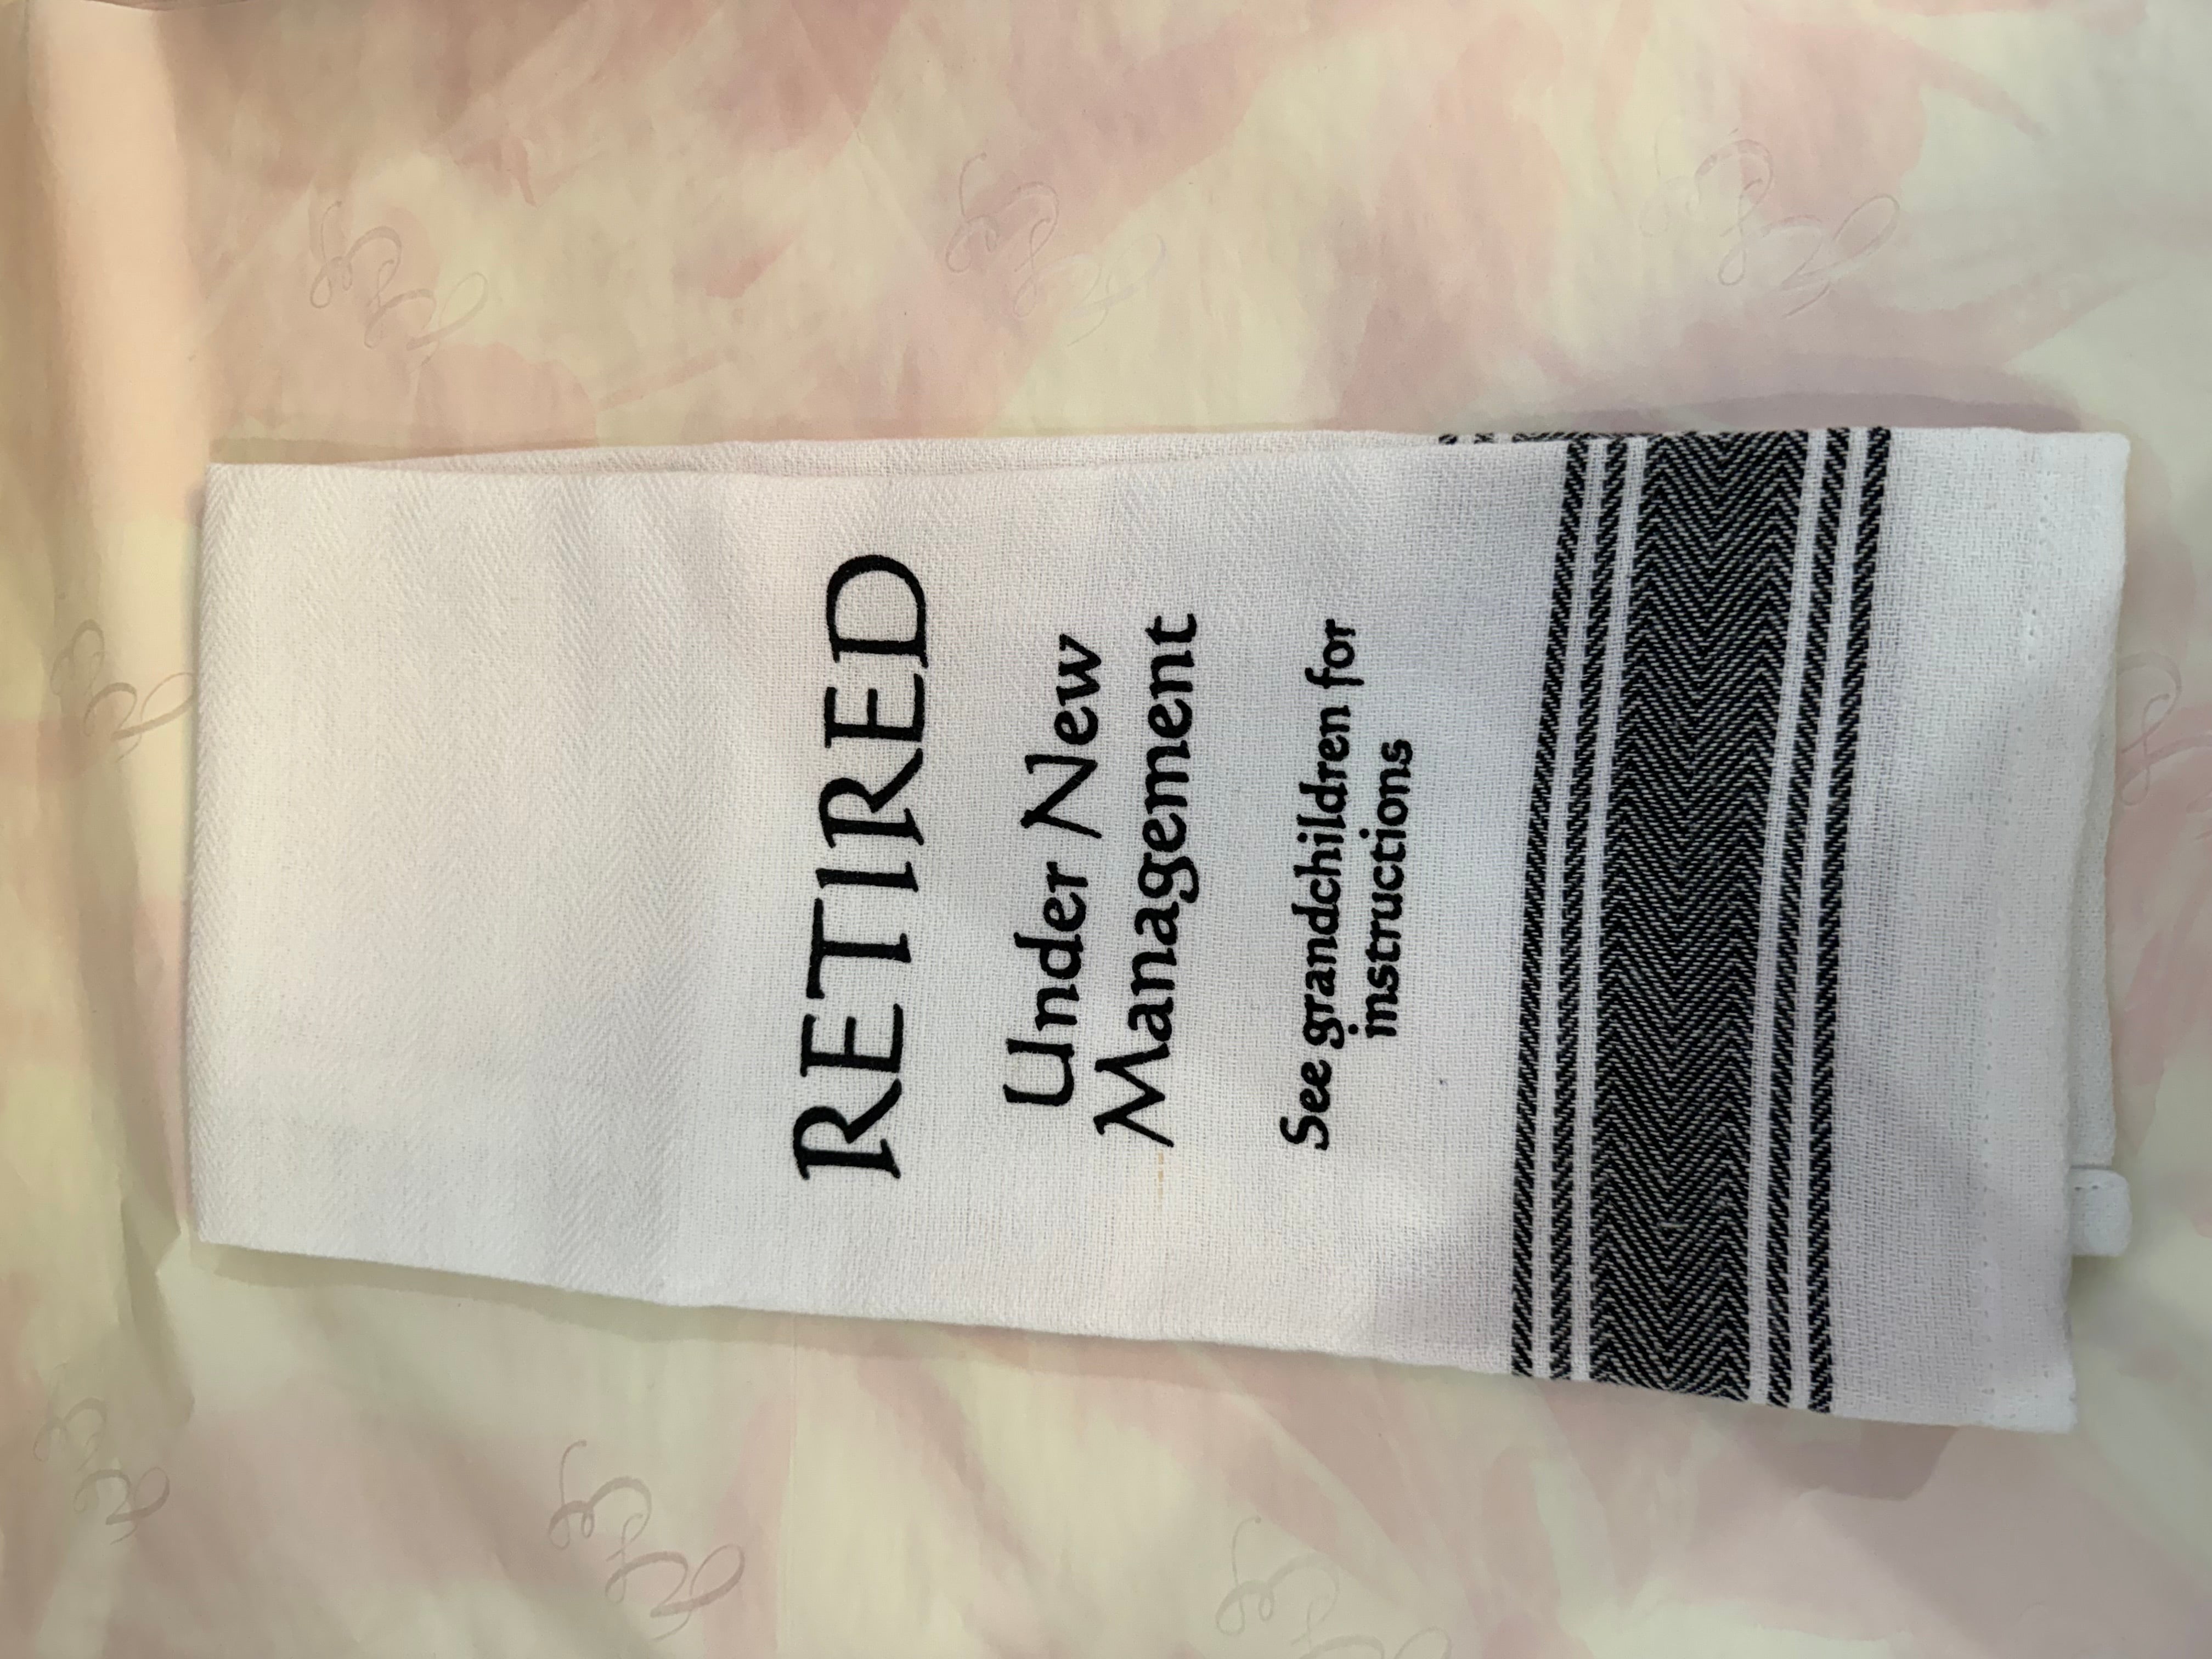 RETIRED
Under New
Management
See grandchildren for
instructions